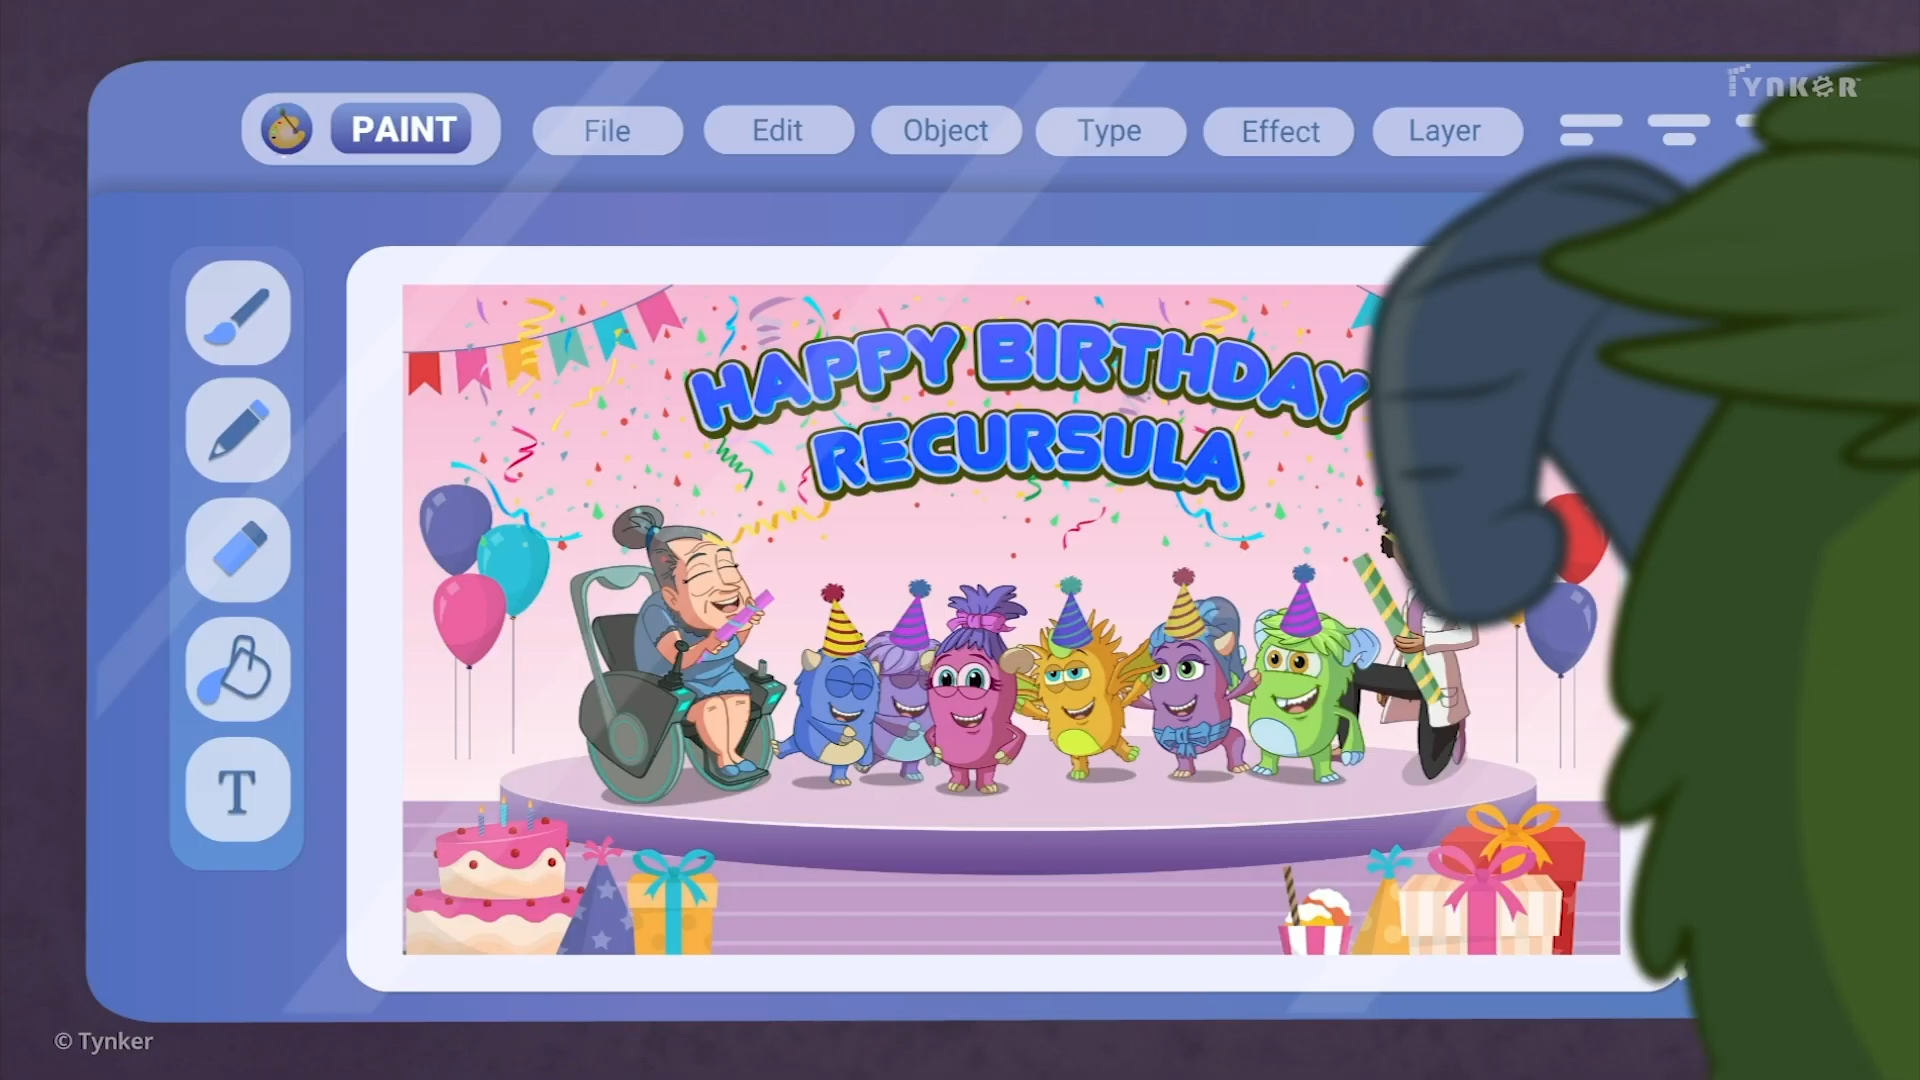 TYNKER
PAINT
File
Edit
Object
Type
Effect
Layer
HAPPY BIRTHDAY
RECURSULA
T
© Tynker